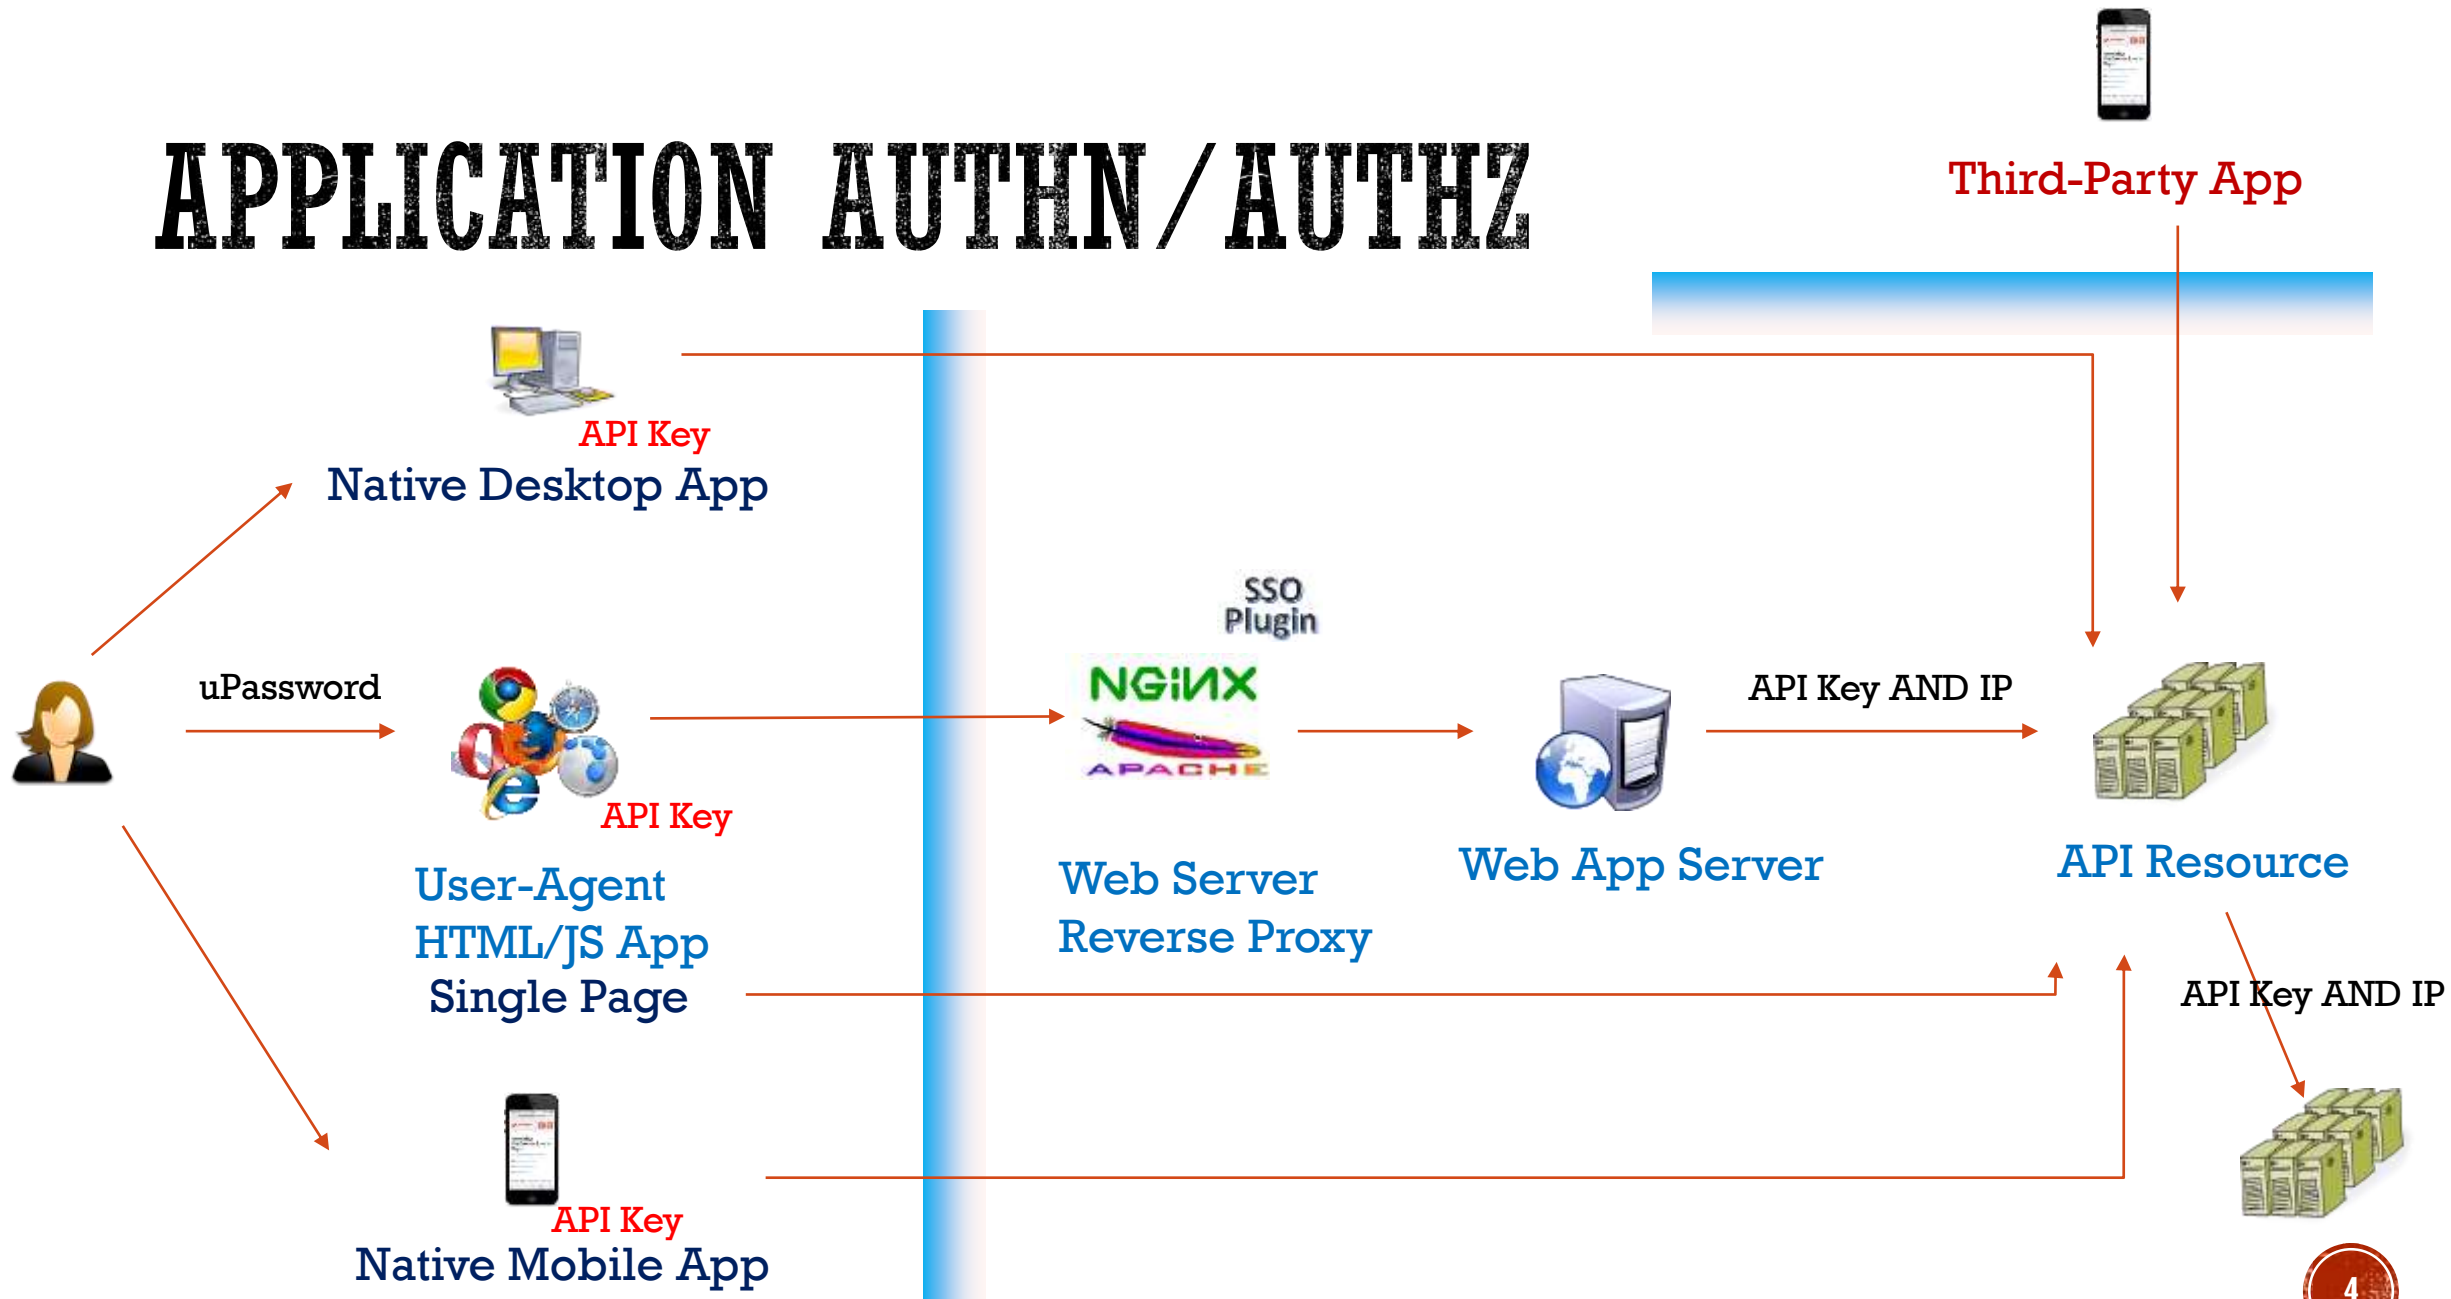 APPLICATION AUTHN/AUTHZ
Third-Party App
API Key
Native Desktop App
SSO
Plugin
uPassword
NGINX
APACHE
API Key AND IP
API Key
User-Agent
HTML/JS App
Single Page
Web Server
Reverse Proxy
Web App Server
API Resource
API Key AND IP
API Key
Native Mobile App
4